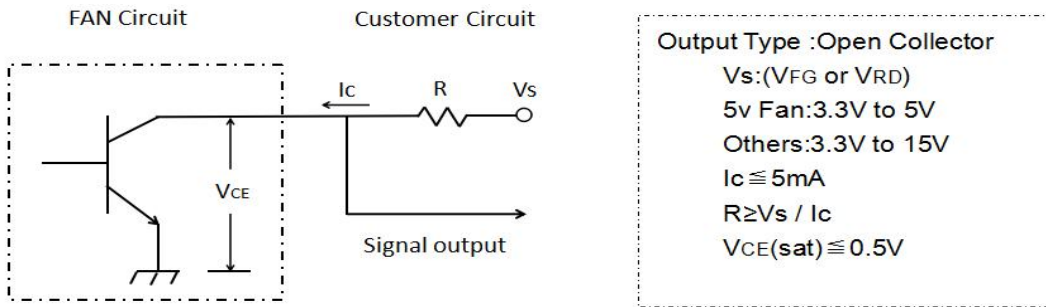 FAN Circuit
Customer Circuit
Ic
R
Vs
VCE
Signal output
Output Type :Open Collector
Vs:(VFG or VRD)
5v Fan:3.3V to 5V
Others:3.3V to 15V
Ic≦5mA
R≥Vs / Ic
VCE(sat)≦0.5V